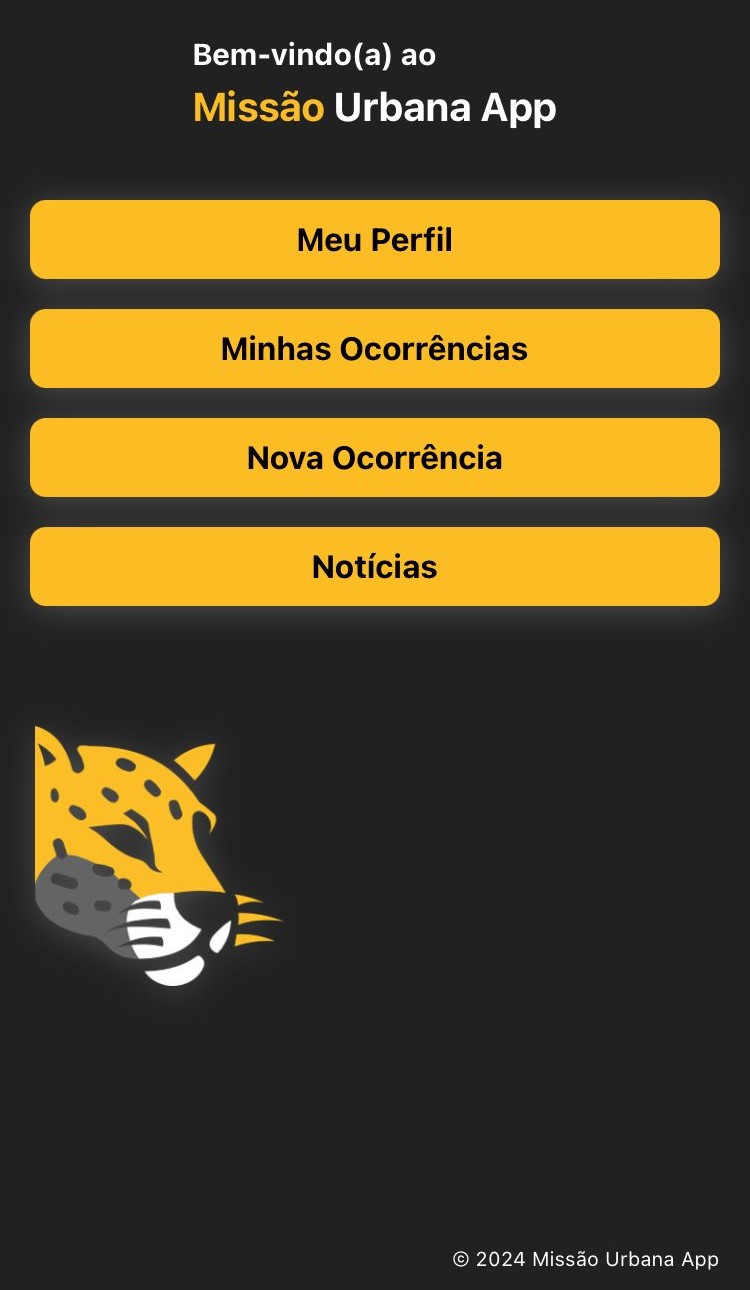 Bem-vindo(a) ao
Missão Urbana App
Meu Perfil
Minhas Ocorrências
Nova Ocorrência
Notícias
© 2024 Missão Urbana App